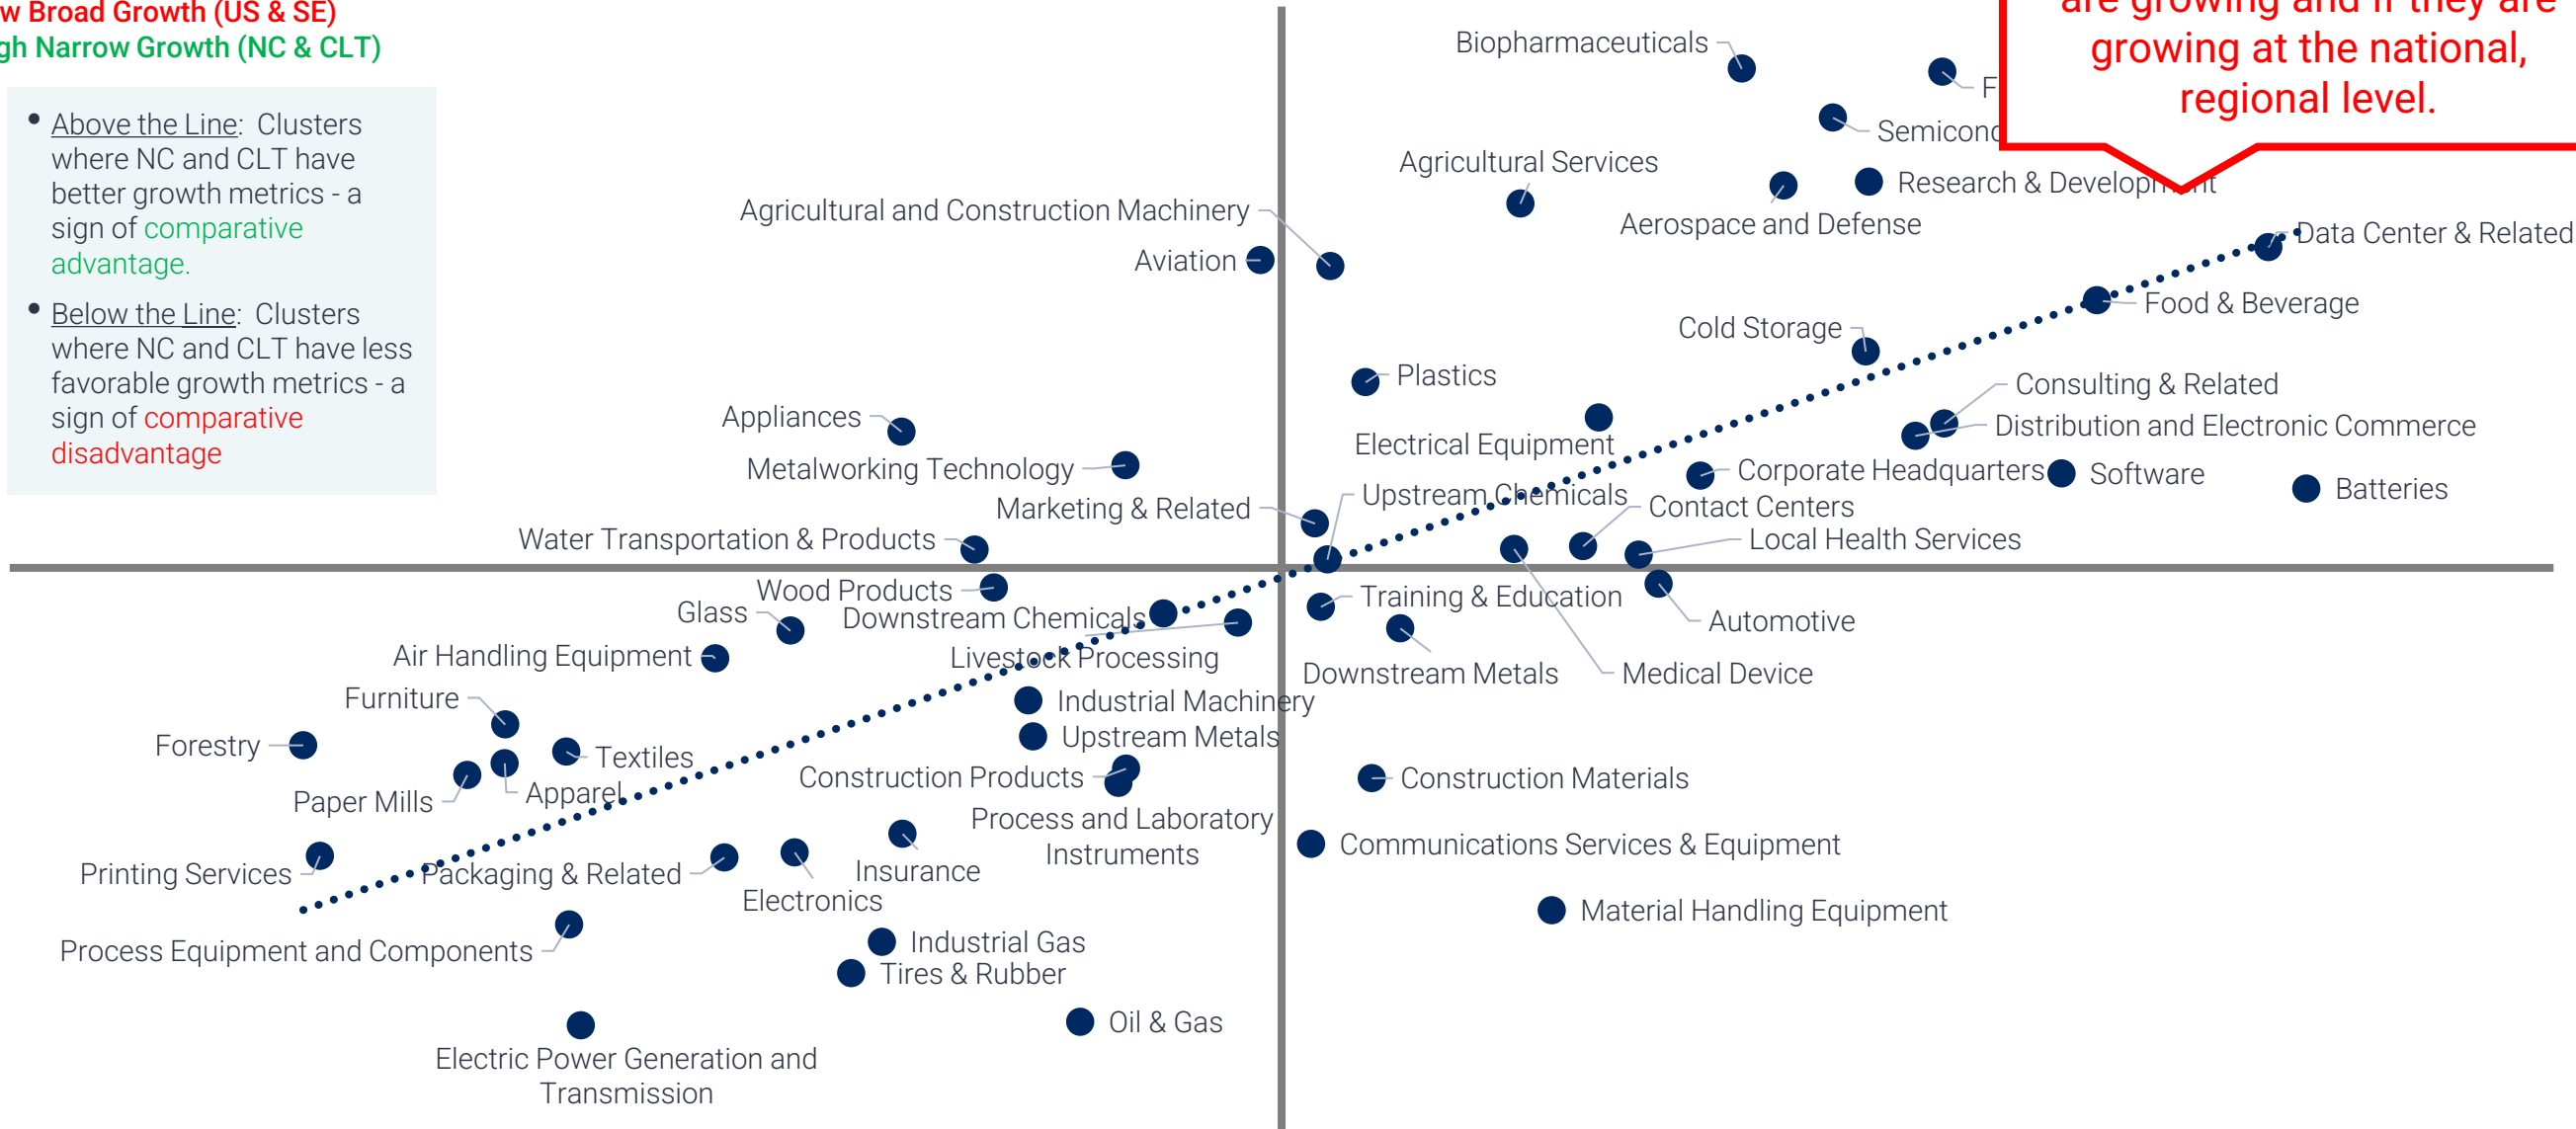 Broad Growth (US & SE)
Narrow Growth (NC & CLT)
are growing and if they are
growing at the national,
regional level.
• Above the Line: Clusters
where NC and CLT have
better growth metrics - a
sign of comparative
advantage.
• Below the Line: Clusters
where NC and CLT have less
favorable growth metrics - a
sign of comparative
disadvantage
Biopharmaceuticals
Agricultural Services
Research & Development
Agricultural and Construction Machinery
Aerospace and Defense
Aviation
Data Center & Related
Food & Beverage
Cold Storage
Plastics
Consulting & Related
Appliances
Distribution and Electronic Commerce
Electrical Equipment
Metalworking Technology
Corporate Headquarters
Software
Batteries
Upstream Chemicals
Marketing & Related
Contact Centers
Water Transportation & Products
Local Health Services
Wood Products
Training & Education
Glass
Downstream Chemicals
Automotive
Air Handling Equipment
Livestock Processing
Downstream Metals
Medical Device
Furniture
Industrial Machinery
Forestry
Upstream Metals
Textiles
Construction Products
Construction Materials
Paper Mills
Apparel
Process and Laboratory
Instruments
Communications Services & Equipment
Printing Services
Packaging & Related
Insurance
Electronics
Material Handling Equipment
Process Equipment and Components
Industrial Gas
Tires & Rubber
Oil & Gas
Electric Power Generation and
Transmission